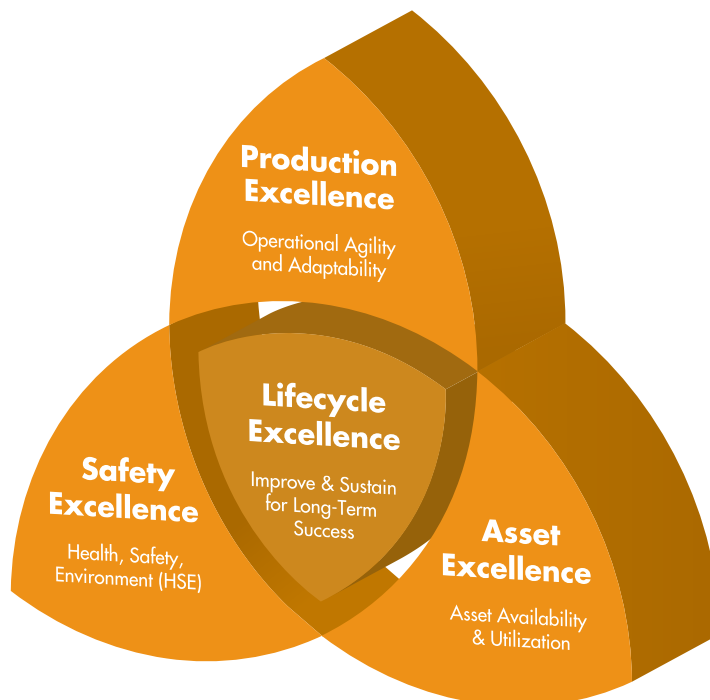 Production
Excellence
Operational Agility
and Adaptability
Lifecycle
Excellence
Improve & Sustain
for Long-Term
Success
Safety
Excellence
Health, Safety,
Environment (HSE)
Asset
Excellence
Asset Availability
& Utilization